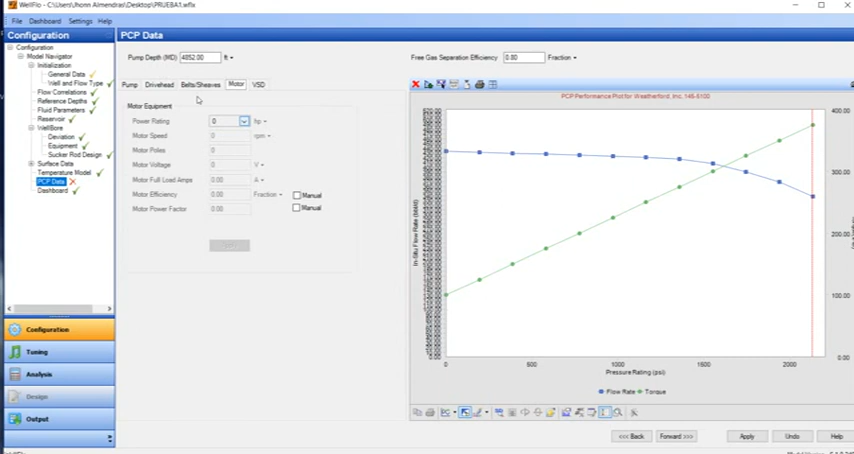 WellFlo - C:\Users\Jhonn Almendras\Desktop\PRUEBA1.wflx
File Dashboard Settings Help
Configuration
PCP Data
Configuration
Model Navigator
Initialization
General Data
Well and Flow Type
Flow Correlations
Reference Depths
Fluid Parameters
Reservoir
WellBore
Deviation
Equipment
Sucker Rod Design
Surface Data
Temperature Model
PCP Data
Dashboard
Configuration
Tuning
Analysis
Design
Output
Pump Depth (MD) 4852.00 ft
Free Gas Separation Efficiency 0.80 Fraction
Pump Drivehead Belts/Sheaves Motor VSD
Motor Equipment
Power Rating 0 hp
Motor Speed 0 rpm
Motor Poles 0
Motor Voltage 0 V
Motor Full Load Amps 0.00 A
Motor Efficiency 0.00 Fraction Manual
Motor Power Factor 0.00 Manual
Apply
PCP Performance Plot for Weatherford, Inc. 145-5100
In-Situ Flow Rate
300.00
200.00
100.00
0.00
0 500 1000 1500 2000
Pressure Rating (psi)
Flow Rate Torque
<<< Back Forward >>> Apply Undo Help